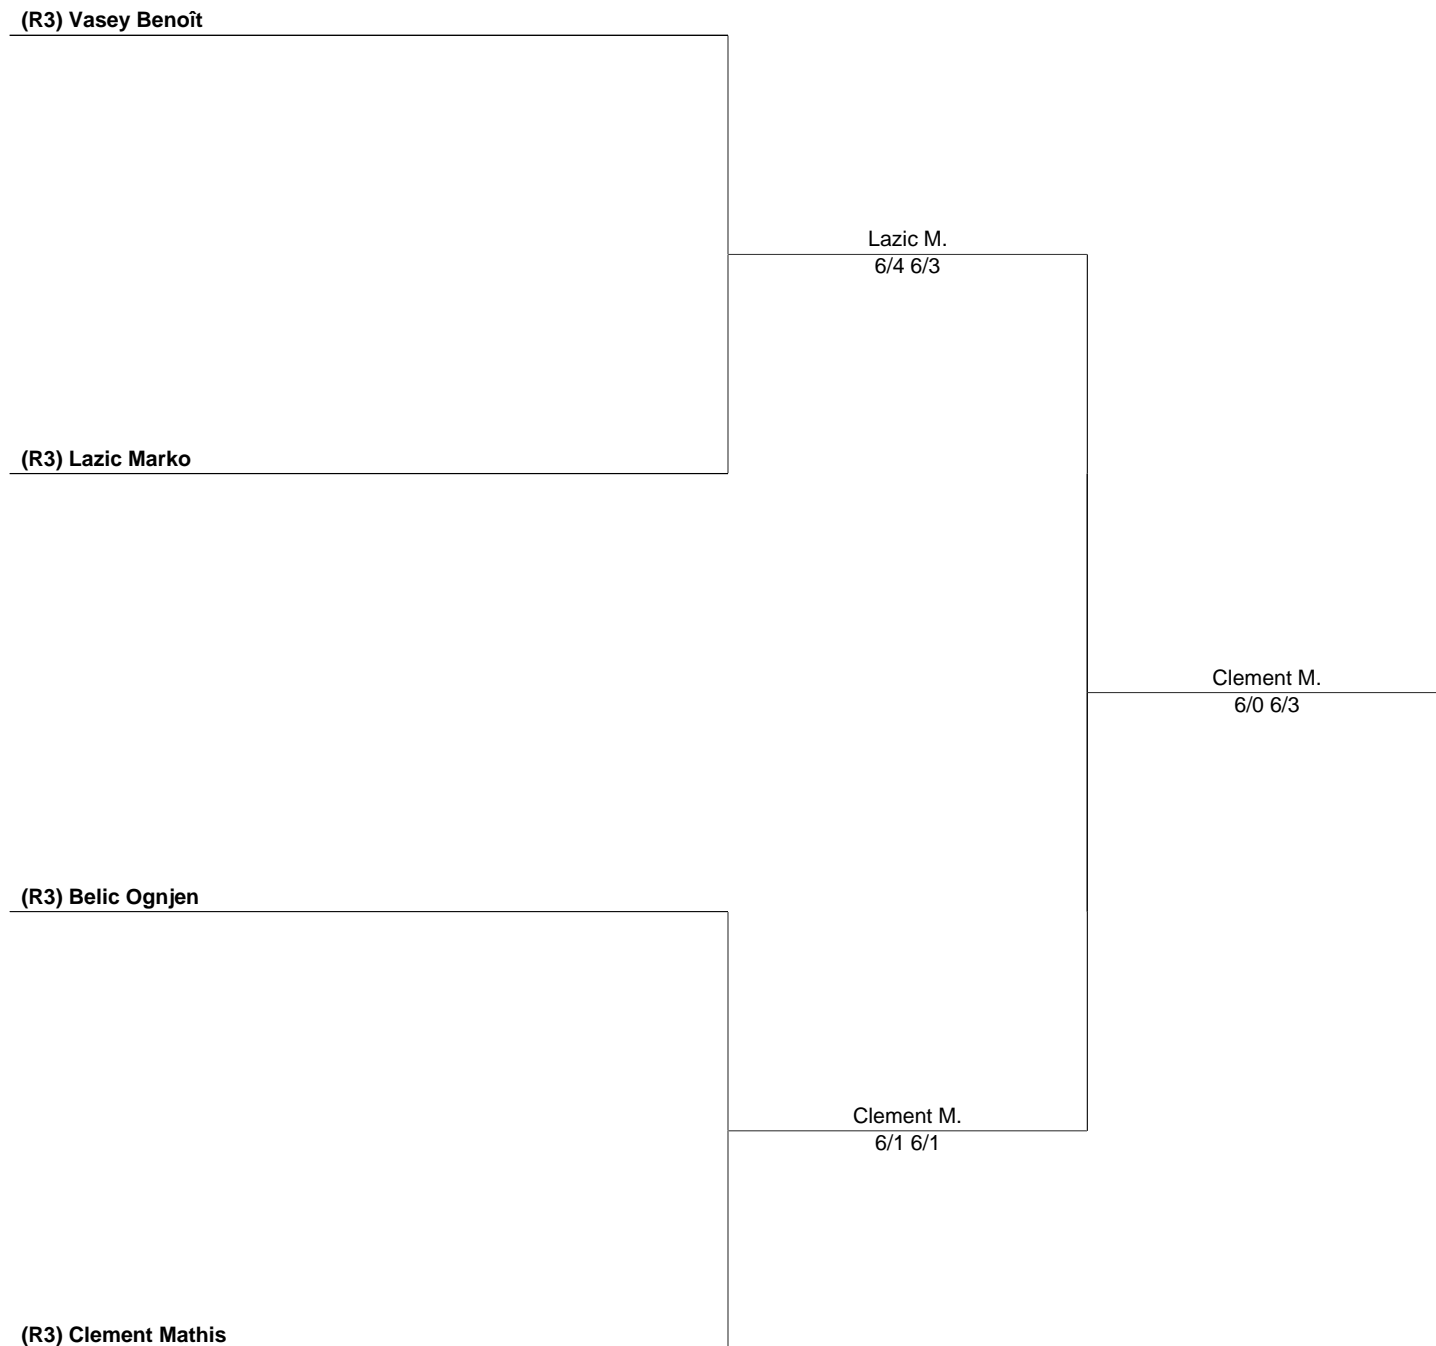 (R3) Vasey Benoît
Lazic M.
6/4 6/3
(R3) Lazic Marko
Clement M.
6/0 6/3
(R3) Belic Ognjen
Clement M.
6/1 6/1
(R3) Clement Mathis